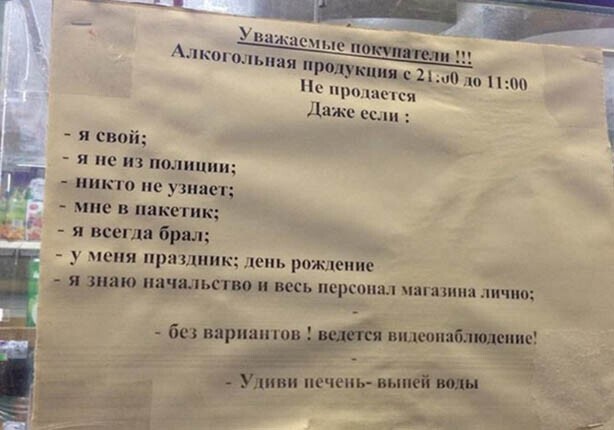 Уважаемые покупатели !!!
Алкогольная продукция с 21:00 до 11:00
Не продается
Даже если :
- я свой;
- я не из полиции;
- никто не узнает;
- мне в пакетик;
- я всегда брал;
- у меня праздник; день рождение
- я знаю начальство и весь персонал магазина лично;
-
- без вариантов ! ведется видеонаблюдение!
-
- Удиви печень- выпей воды